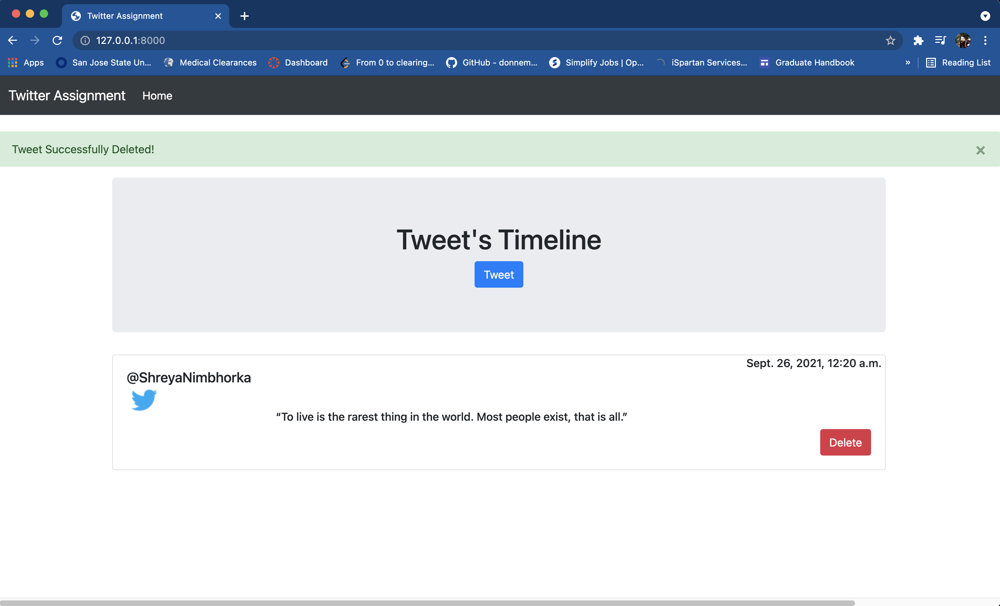 Twitter Assignment
127.0.0.1:8000
Apps San Jose State Un... Medical Clearances Dashboard From 0 to clearing... GitHub - donnem... Simplify Jobs | Op... iSpartan Services... Graduate Handbook » Reading List
Twitter Assignment Home
Tweet Successfully Deleted!
Tweet's Timeline
Tweet
Sept. 26, 2021, 12:20 a.m.
@ShreyaNimbhorka
“To live is the rarest thing in the world. Most people exist, that is all.”
Delete